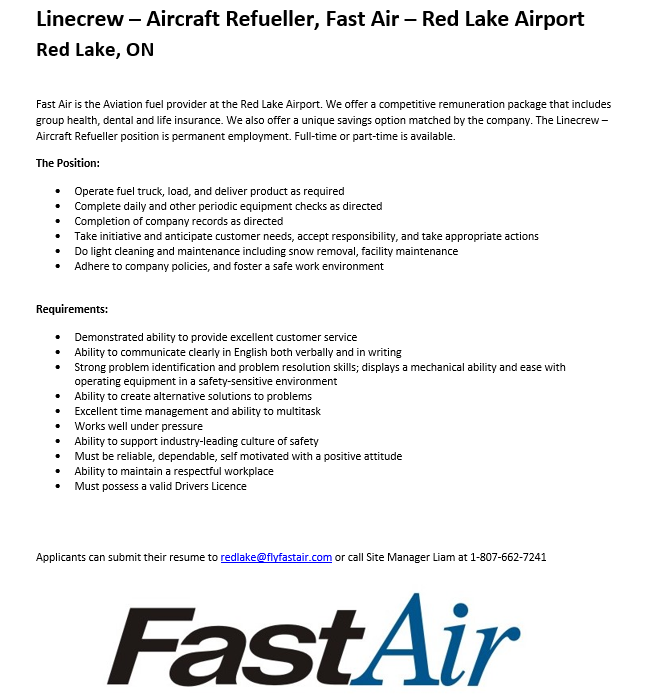 Linecrew – Aircraft Refueller, Fast Air – Red Lake Airport
Red Lake, ON
Fast Air is the Aviation fuel provider at the Red Lake Airport. We offer a competitive remuneration package that includes
group health, dental and life insurance. We also offer a unique savings option matched by the company. The Linecrew –
Aircraft Refueller position is permanent employment. Full-time or part-time is available.
The Position:
• Operate fuel truck, load, and deliver product as required
• Complete daily and other periodic equipment checks as directed
• Completion of company records as directed
• Take initiative and anticipate customer needs, accept responsibility, and take appropriate actions
• Do light cleaning and maintenance including snow removal, facility maintenance
• Adhere to company policies, and foster a safe work environment
Requirements:
• Demonstrated ability to provide excellent customer service
• Ability to communicate clearly in English both verbally and in writing
• Strong problem identification and problem resolution skills; displays a mechanical ability and ease with
operating equipment in a safety-sensitive environment
• Ability to create alternative solutions to problems
• Excellent time management and ability to multitask
• Works well under pressure
• Ability to support industry-leading culture of safety
• Must be reliable, dependable, self motivated with a positive attitude
• Ability to maintain a respectful workplace
• Must possess a valid Drivers Licence
Applicants can submit their resume to redlake@flyfastair.com or call Site Manager Liam at 1-807-662-7241
FastAir